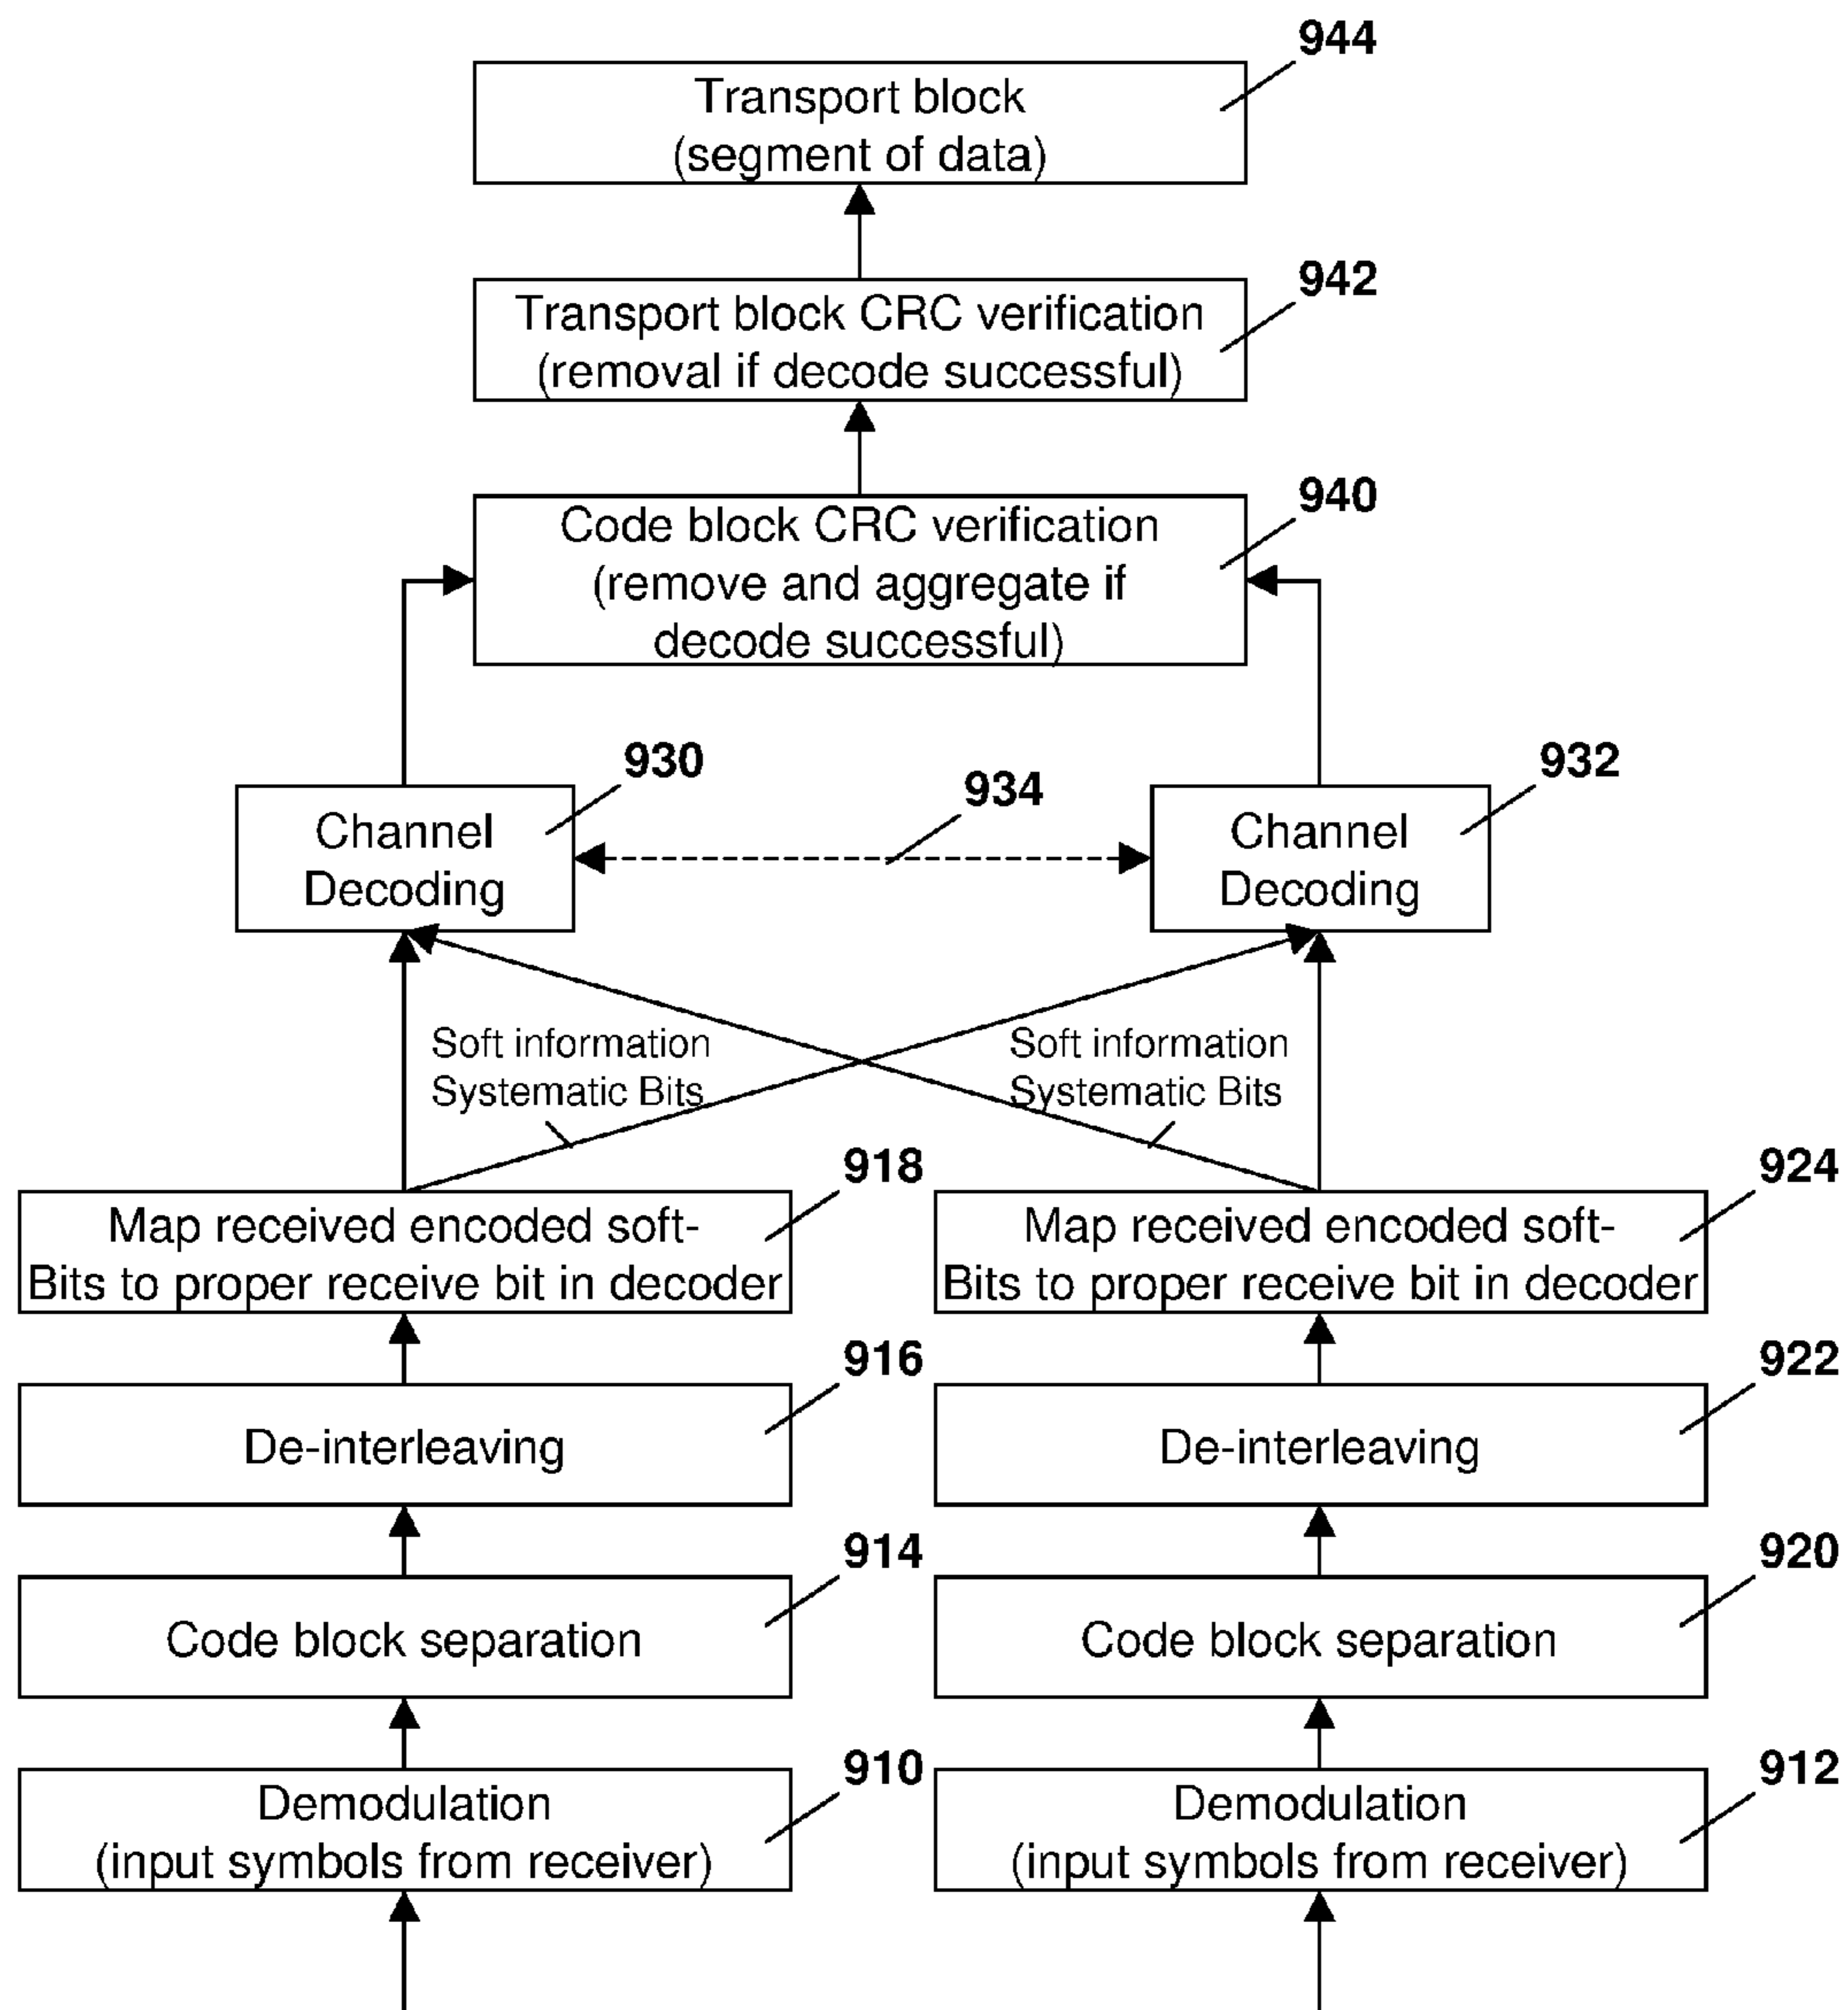 944
Transport block
(segment of data)
942
Transport block CRC verification
(removal if decode successful)
940
Code block CRC verification
(remove and aggregate if
decode successful)
930
934
932
Channel
Decoding
Channel
Decoding
Soft information
Systematic Bits
Soft information
Systematic Bits
918
924
Map received encoded soft-
Bits to proper receive bit in decoder
Map received encoded soft-
Bits to proper receive bit in decoder
916
922
De-interleaving
De-interleaving
914
920
Code block separation
Code block separation
910
912
Demodulation
(input symbols from receiver)
Demodulation
(input symbols from receiver)